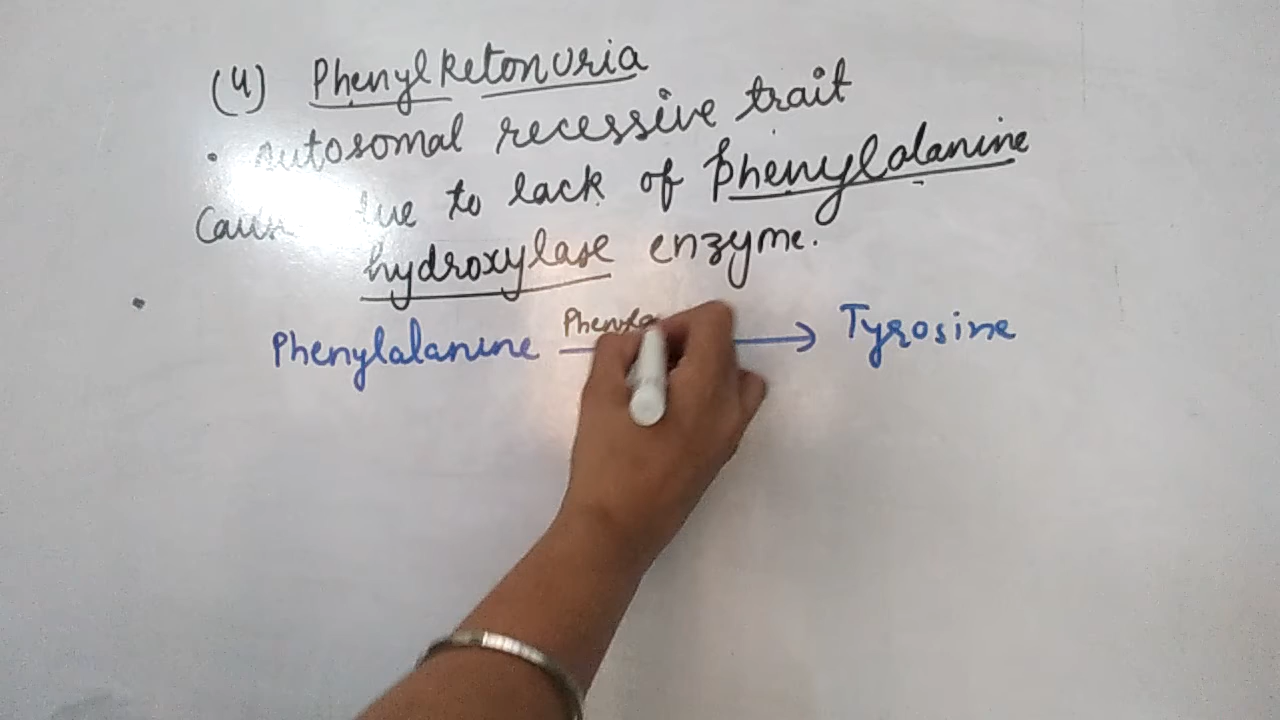 (4) Phenylketonuria
• autosomal recessive trait
due to lack of phenylalanine
hydroxylase enzyme.
Phenylalanine → Tyrosine